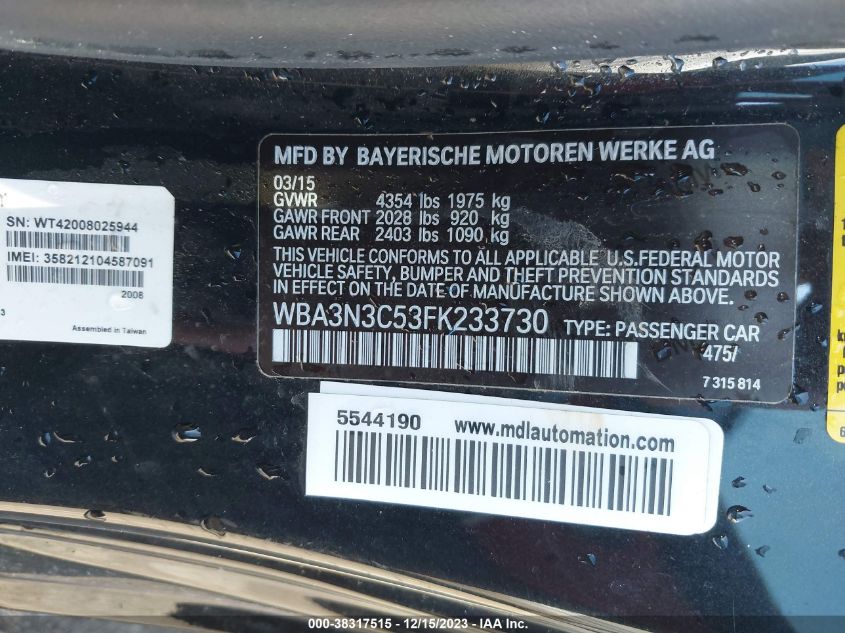 MFD BY BAYERISCHE MOTOREN WERKE AG
03/15
GVWR 4354 lbs 1975 kg
GAWR FRONT 2028 lbs 920 kg
GAWR REAR 2403 lbs 1090 kg
THIS VEHICLE CONFORMS TO ALL APPLICABLE U.S.FEDERAL MOTOR
VEHICLE SAFETY, BUMPER AND THEFT PREVENTION STANDARDS
IN EFFECT ON THE DATE OF MANUFACTURE SHOWN ABOVE.
WBA3N3C53FK233730 TYPE: PASSENGER CAR
475/
7 315 814
SN: WT42008025944
IMEI: 358212104587091
2008
Assembled in Taiwan
5544190 www.mdlautomation.com
000-38317515 - 12/15/2023 - IAA Inc.